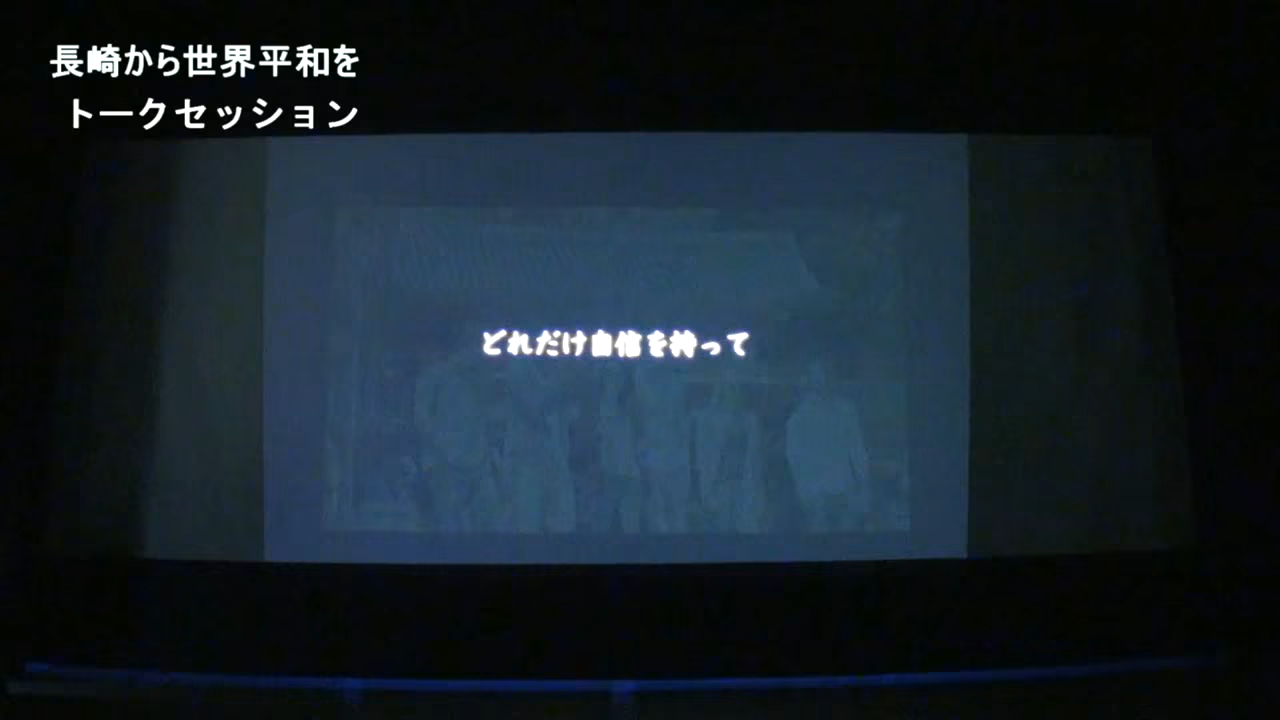 長崎から世界平和を
トークセッション
どれだけ自信を持って